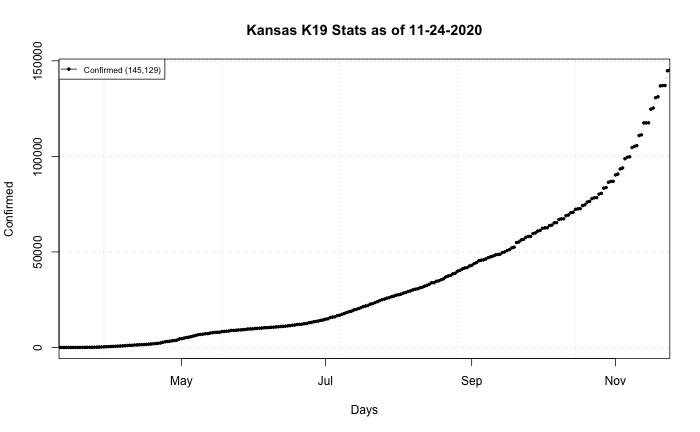 Kansas K19 Stats as of 11-24-2020
Confirmed (145,129)
150000
100000
50000
0
Confirmed
May Jul Sep Nov
Days